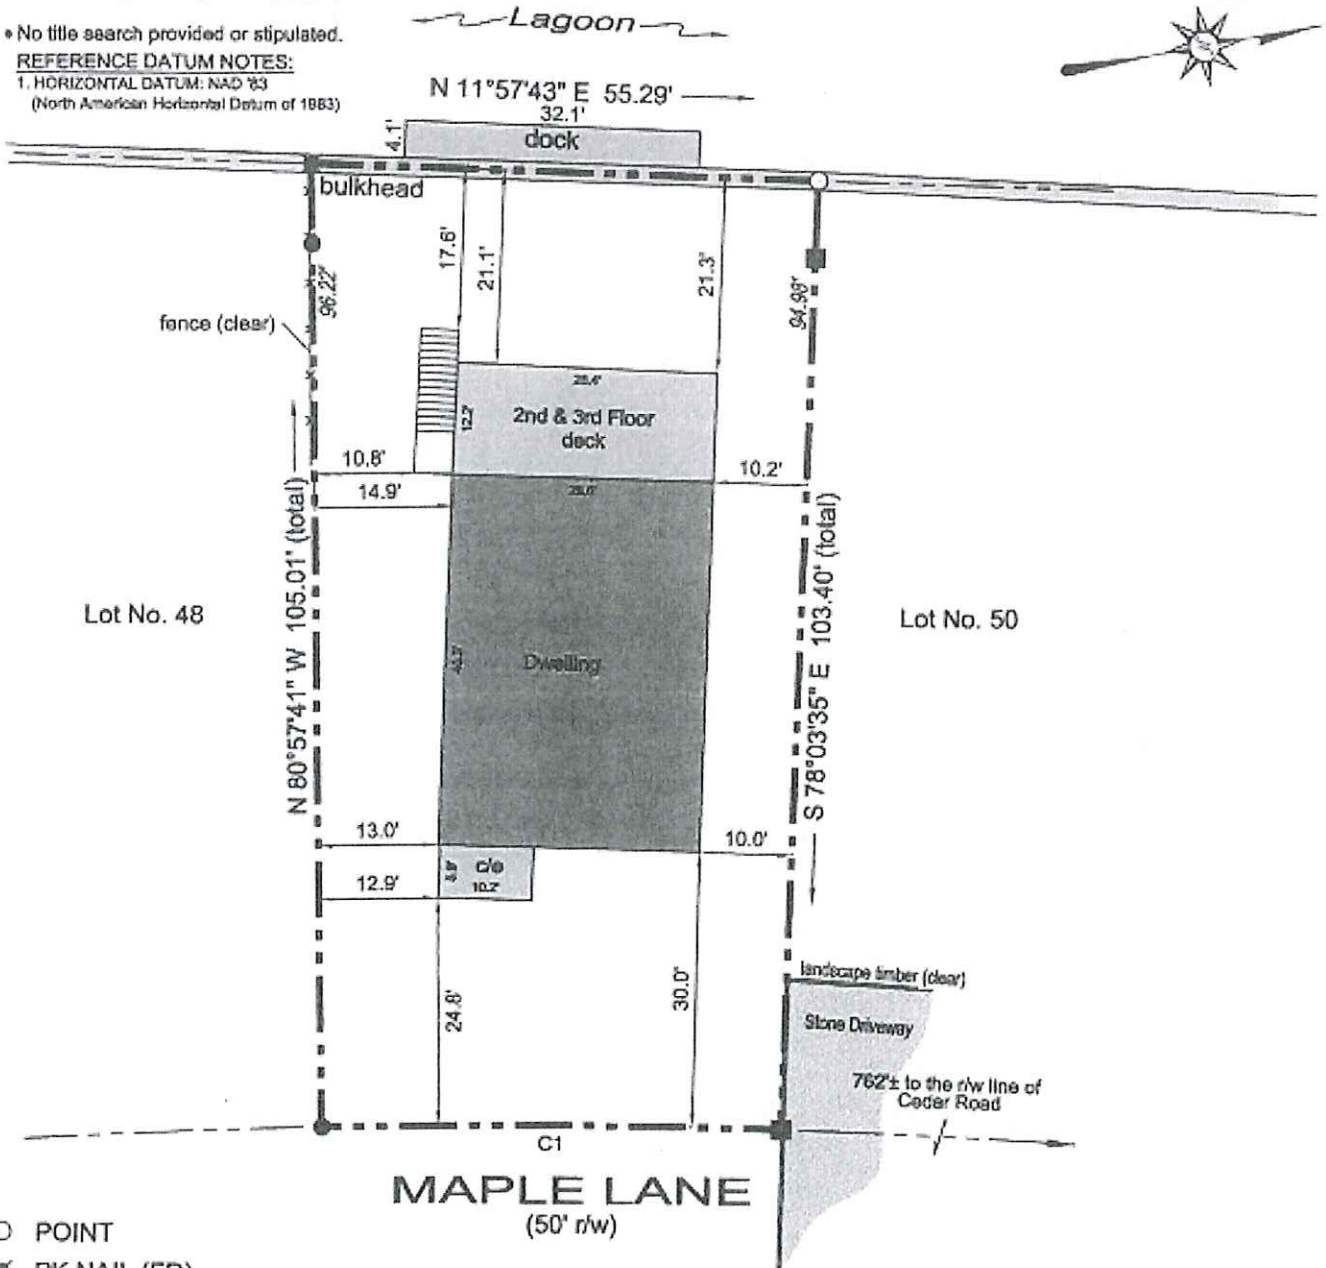 Lagoon
• No title search provided or stipulated.
REFERENCE DATUM NOTES:
1. HORIZONTAL DATUM: NAD '83
(North American Horizontal Datum of 1983)
N 11°57'43" E 55.29'
32.1'
4.1'
dock
bulkhead
17.6'
21.1'
21.3'
96.22'
94.98'
fence (clear)
28.4'
12.2'
2nd & 3rd Floor
deck
10.8'
10.2'
14.9'
N 80°57'41" W 105.01' (total)
S 78°03'35" E 103.40' (total)
Lot No. 48
Lot No. 50
Dwelling
13.0'
10.0'
c/e
10.2'
12.9'
24.8'
30.0'
landscape timber (clear)
Stone Driveway
762'± to the r/w line of
Cedar Road
C1
MAPLE LANE
(50' r/w)
POINT
PK NAIL (FD)